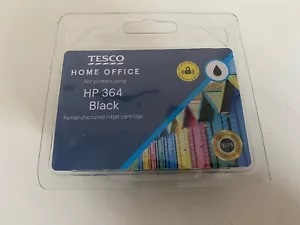 TESCO
HOME OFFICE
For printers using
HP 364
Black
Remanufactured inkjet cartridge